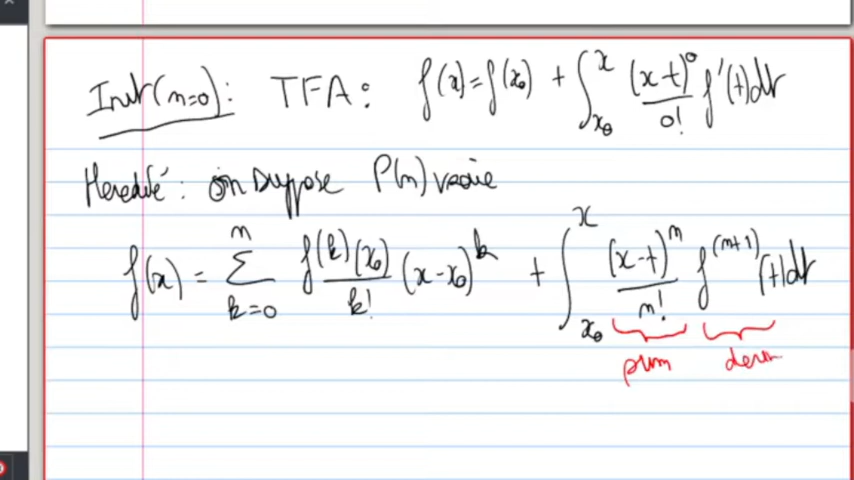 Init (n=0) : TFA : f(x) = f(x₀) + ∫_{x₀}^{x} (x-t)⁰/0! f'(t)dt
Heredité : on Suppose P(n) vraie
f(x) = ∑_{k=0}^{n} f^{(k)}(x₀)/k! (x-x₀)^k + ∫_{x₀}^{x} (x-t)^n/n! f^{(n+1)}(t)dt
prim deriv